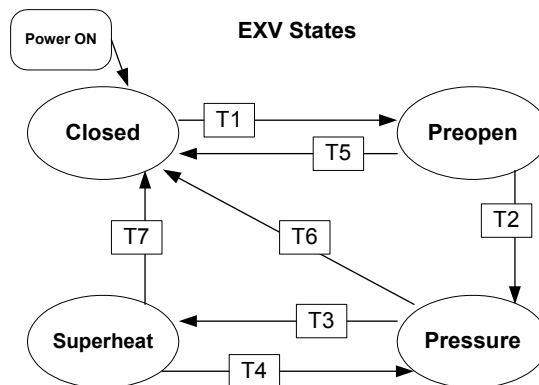 EXV States
Power ON
Closed
T1
Preopen
T5
T2
T7
T6
T3
Superheat
Pressure
T4